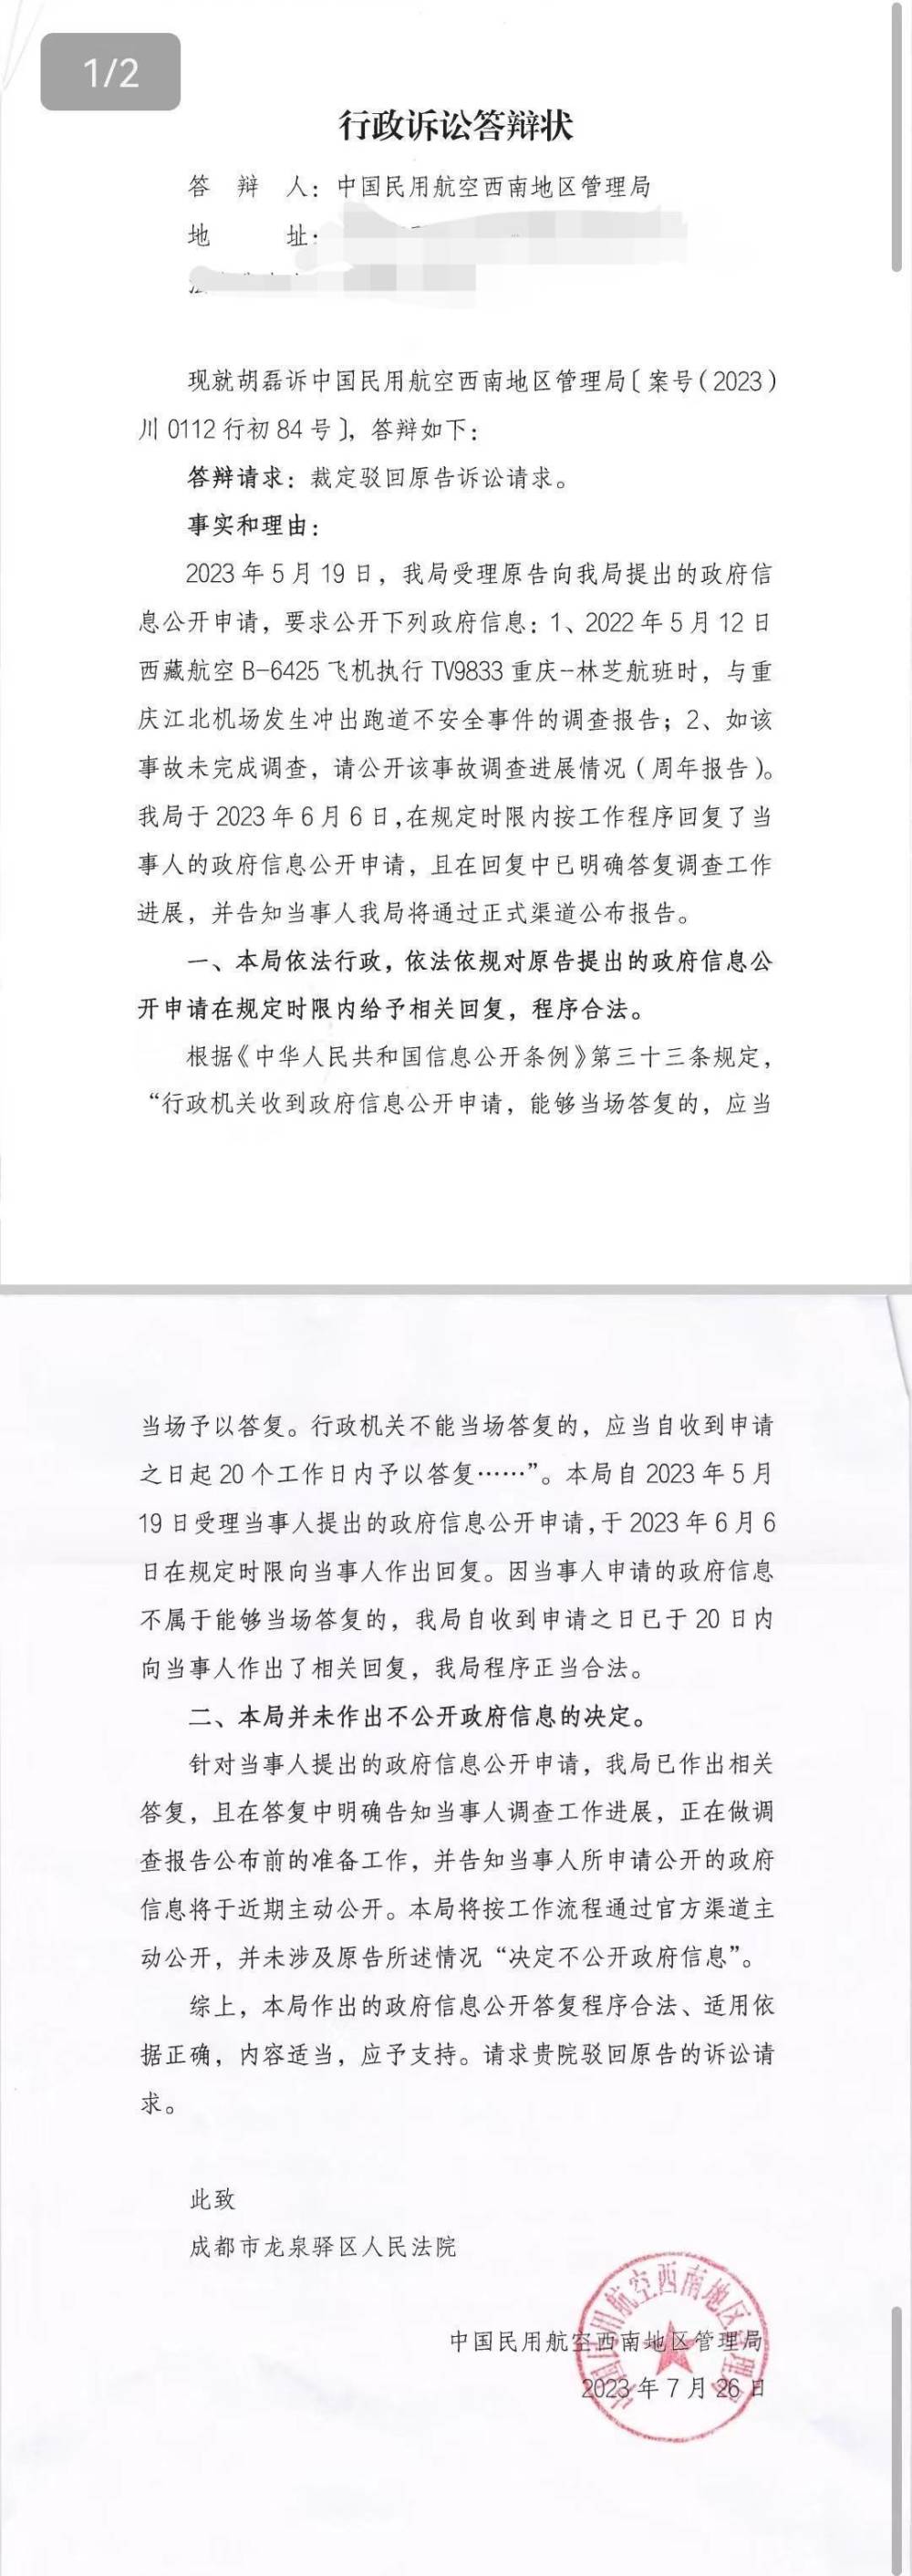 1/2
行政诉讼答辩状
答 辩 人：中国民用航空西南地区管理局
地 址：
现就胡磊诉中国民用航空西南地区管理局〔案号（2023）
川 0112 行初 84 号〕，答辩如下：
答辩请求：裁定驳回原告诉讼请求。
事实和理由：
2023 年 5 月 19 日，我局受理原告向我局提出的政府信
息公开申请，要求公开下列政府信息：1、2022 年 5 月 12 日
西藏航空 B-6425 飞机执行 TV9833 重庆--林芝航班时，与重
庆江北机场发生冲出跑道不安全事件的调查报告；2、如该
事故未完成调查，请公开该事故调查进展情况（周年报告）。
我局于 2023 年 6 月 6 日,在规定时限内按工作程序回复了当
事人的政府信息公开申请，且在回复中已明确答复调查工作
进展，并告知当事人我局将通过正式渠道公布报告。
一、本局依法行政，依法依规对原告提出的政府信息公
开申请在规定时限内给予相关回复，程序合法。
根据《中华人民共和国信息公开条例》第三十三条规定，
“行政机关收到政府信息公开申请，能够当场答复的，应当
当场予以答复。行政机关不能当场答复的，应当自收到申请
之日起 20 个工作日内予以答复……”。本局自 2023 年 5 月
19 日受理当事人提出的政府信息公开申请,于 2023 年 6 月 6
日在规定时限向当事人作出回复。因当事人申请的政府信息
不属于能够当场答复的，我局自收到申请之日已于 20 日内
向当事人作出了相关回复，我局程序正当合法。
二、本局并未作出不公开政府信息的决定。
针对当事人提出的政府信息公开申请，我局已作出相关
答复，且在答复中明确告知当事人调查工作进展，正在做调
查报告公布前的准备工作，并告知当事人所申请公开的政府
信息将于近期主动公开。本局将按工作流程通过官方渠道主
动公开，并未涉及原告所述情况“决定不公开政府信息”。
综上，本局作出的政府信息公开答复程序合法、适用依
据正确，内容适当，应予支持。请求贵院驳回原告的诉讼请
求。
此致
成都市龙泉驿区人民法院
中国民用航空西南地区管理局
2023 年 7 月 26 日
中国民用航空西南地区管理局